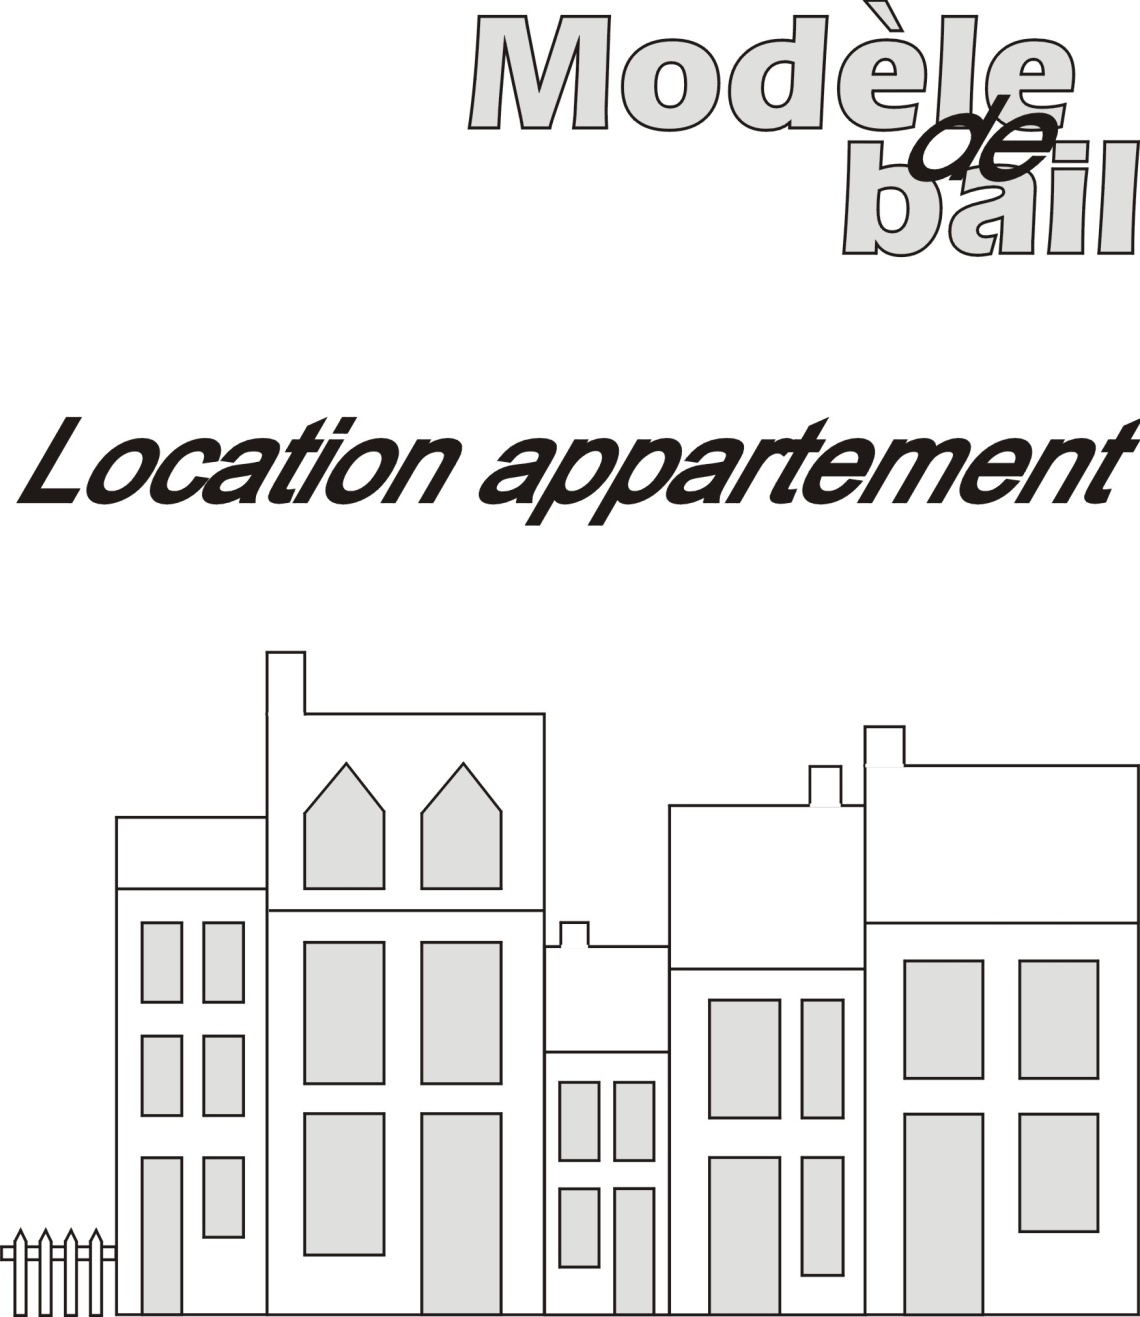 Modèle
de
bail
Location appartement